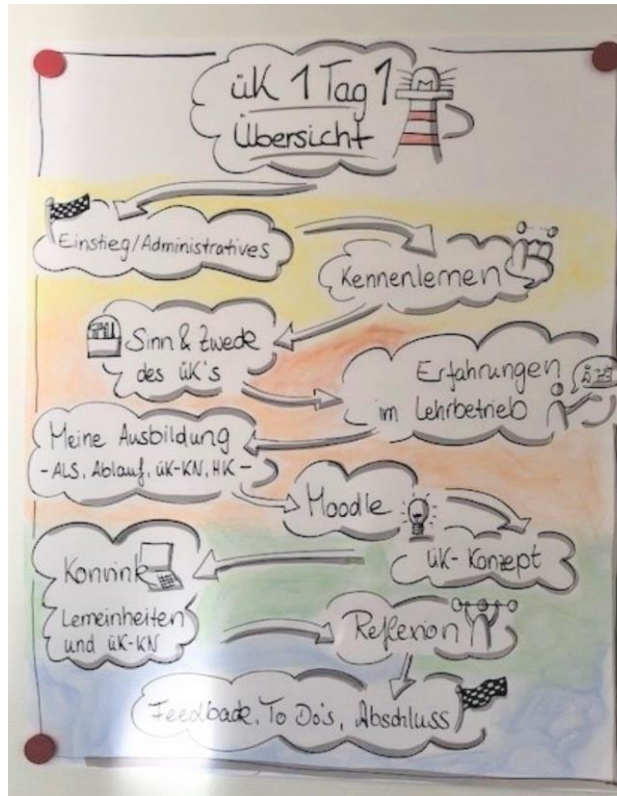 üK 1 Tag 1
Übersicht
Einstieg/Administratives
Kennenlernen
Sinn & Zweck
des üK's
Erfahrungen
im Lehrbetrieb
Meine Ausbildung
- ALS, Ablauf, üK-KN, HK -
Moodle
üK-Konzept
Konvink
Lerneinheiten
und üK-KN
Reflexion
Feedback, To Do's, Abschluss